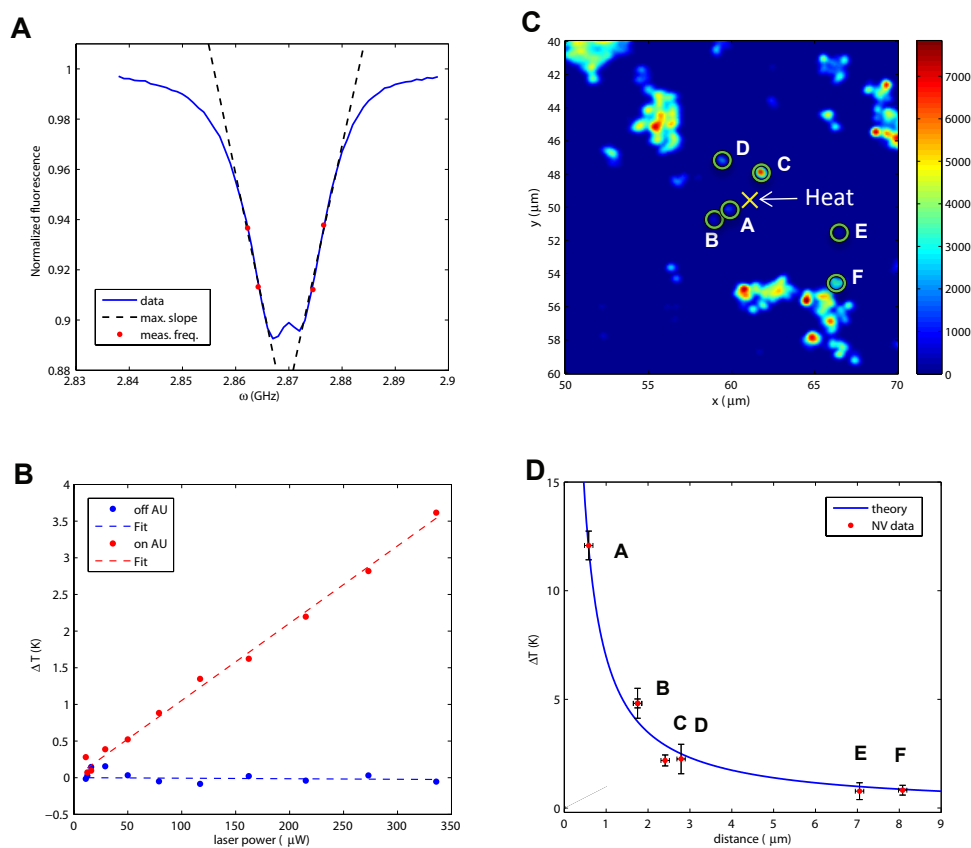 A
Normalized fluorescence
1
0.98
0.96
0.94
0.92
0.9
0.88
data
max. slope
meas. freq.
2.83 2.84 2.85 2.86 2.87 2.88 2.89 2.9
ω (GHz)
C
y (μm)
40
42
44
46
48
50
52
54
56
58
60
D
C
Heat
B
A
E
F
50 55 60 65 70
x (μm)
7000
6000
5000
4000
3000
2000
1000
0
B
Δ T (K)
4
3.5
3
2.5
2
1.5
1
0.5
0
−0.5
off AU
Fit
on AU
Fit
0 50 100 150 200 250 300 350
laser power ( μW)
D
ΔT (K)
15
10
5
0
theory
NV data
A
B
C D
E F
0 1 2 3 4 5 6 7 8 9
distance ( μm)